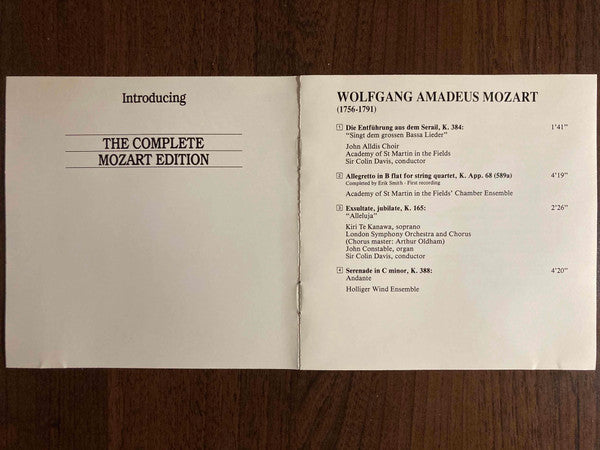 Introducing
THE COMPLETE
MOZART EDITION
WOLFGANG AMADEUS MOZART
(1756-1791)
1 Die Entführung aus dem Serail, K. 384: 1'41"
"Singt dem grossen Bassa Lieder"
John Alldis Choir
Academy of St Martin in the Fields
Sir Colin Davis, conductor
2 Allegretto in B flat for string quartet, K. App. 68 (589a) 4'19"
Completed by Erik Smith · First recording
Academy of St Martin in the Fields' Chamber Ensemble
3 Exsultate, jubilate, K. 165: 2'26"
"Alleluja"
Kiri Te Kanawa, soprano
London Symphony Orchestra and Chorus
(Chorus master: Arthur Oldham)
John Constable, organ
Sir Colin Davis, conductor
4 Serenade in C minor, K. 388: 4'20"
Andante
Holliger Wind Ensemble